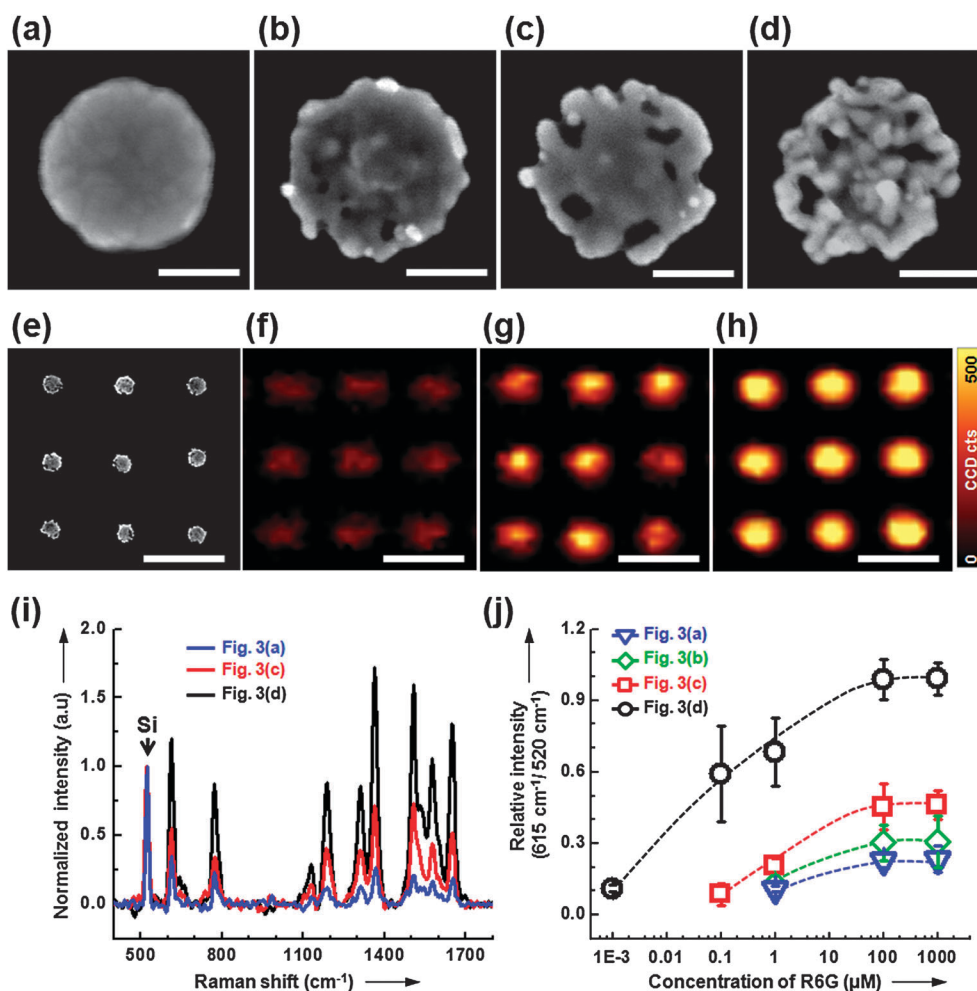 (a)
(b)
(c)
(d)
(e)
(f)
(g)
(h)
500
CCD cts
0
(i)
2.0
1.5
1.0
0.5
0.0
Normalized intensity (a.u)
Fig. 3(a)
Fig. 3(c)
Fig. 3(d)
Si
500
800
1100
1400
1700
Raman shift (cm⁻¹)
(j)
1.2
0.9
0.6
0.3
0.0
Relative intensity
(615 cm⁻¹/ 520 cm⁻¹)
Fig. 3(a)
Fig. 3(b)
Fig. 3(c)
Fig. 3(d)
1E-3
0.01
0.1
1
10
100
1000
Concentration of R6G (µM)